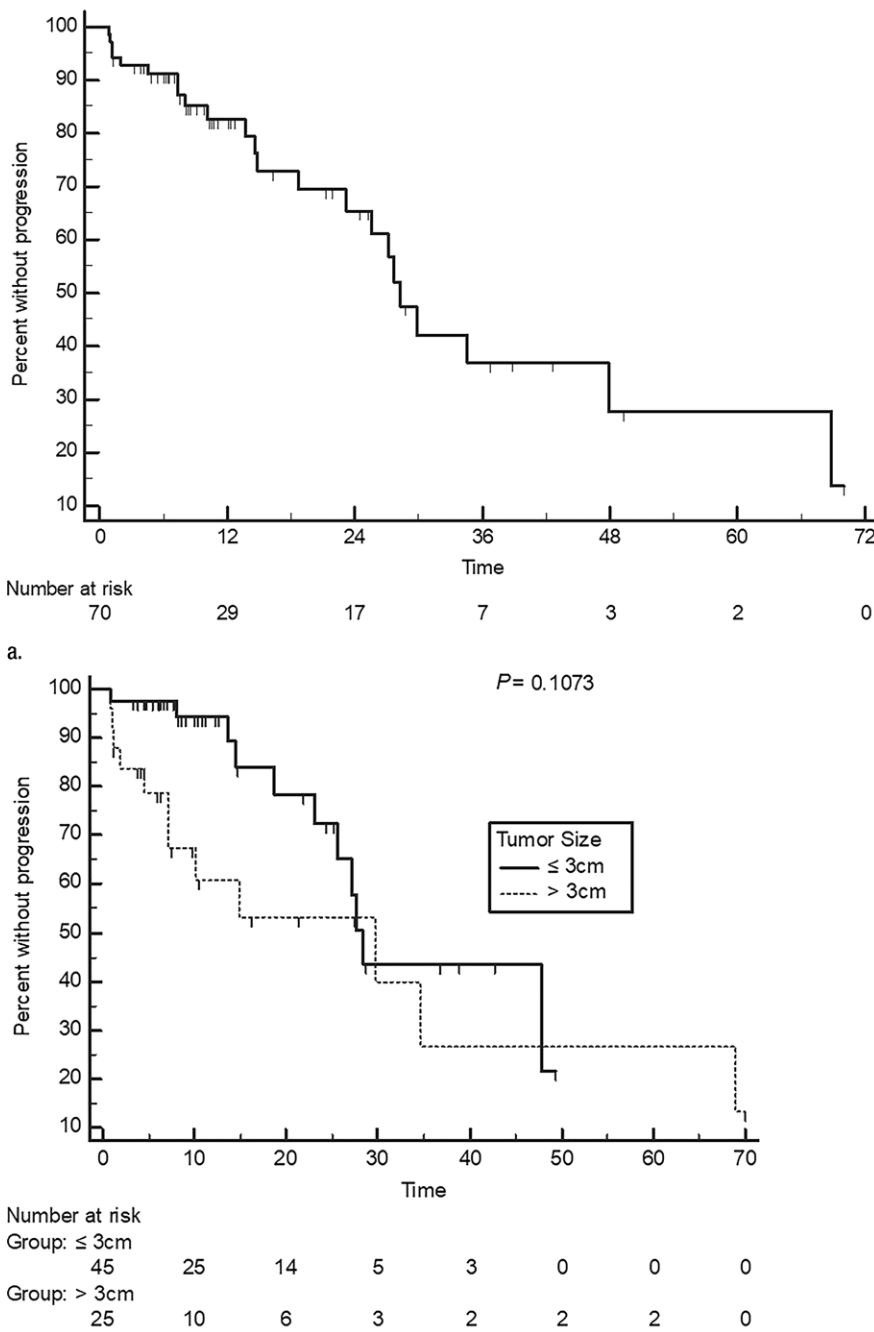 100
90
80
70
60
50
40
30
20
10
Percent without progression
0 12 24 36 48 60 72
Time
Number at risk
70 29 17 7 3 2 0
a.
P= 0.1073
100
90
80
70
60
50
40
30
20
10
Percent without progression
Tumor Size
≤ 3cm
> 3cm
0 10 20 30 40 50 60 70
Time
Number at risk
Group: ≤ 3cm
45 25 14 5 3 0 0 0
Group: > 3cm
25 10 6 3 2 2 2 0